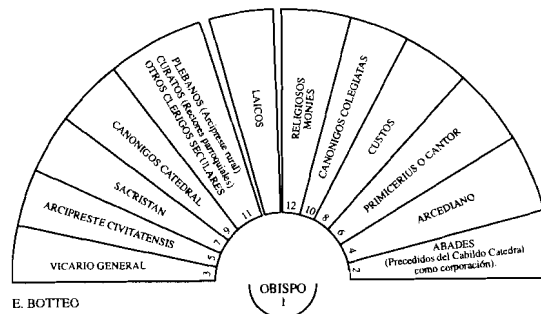 VICARIO GENERAL
3
ARCIPRESTE CIVITATENSIS
5
SACRISTAN
7
CANONIGOS CATEDRAL
9
PLEBANOS (Arcipreste rural)
CURATOS (Rectores parroquiales)
OTROS CLERIGOS SECULARES
11
LAICOS
RELIGIOSOS
MONJES
12
CANONIGOS COLEGIATAS
10
CUSTOS
8
PRIMICERIUS O CANTOR
6
ARCEDIANO
4
ABADES
(Precedidos del Cabildo Catedral
como corporación).
2
OBISPO
1
E. BOTTEO